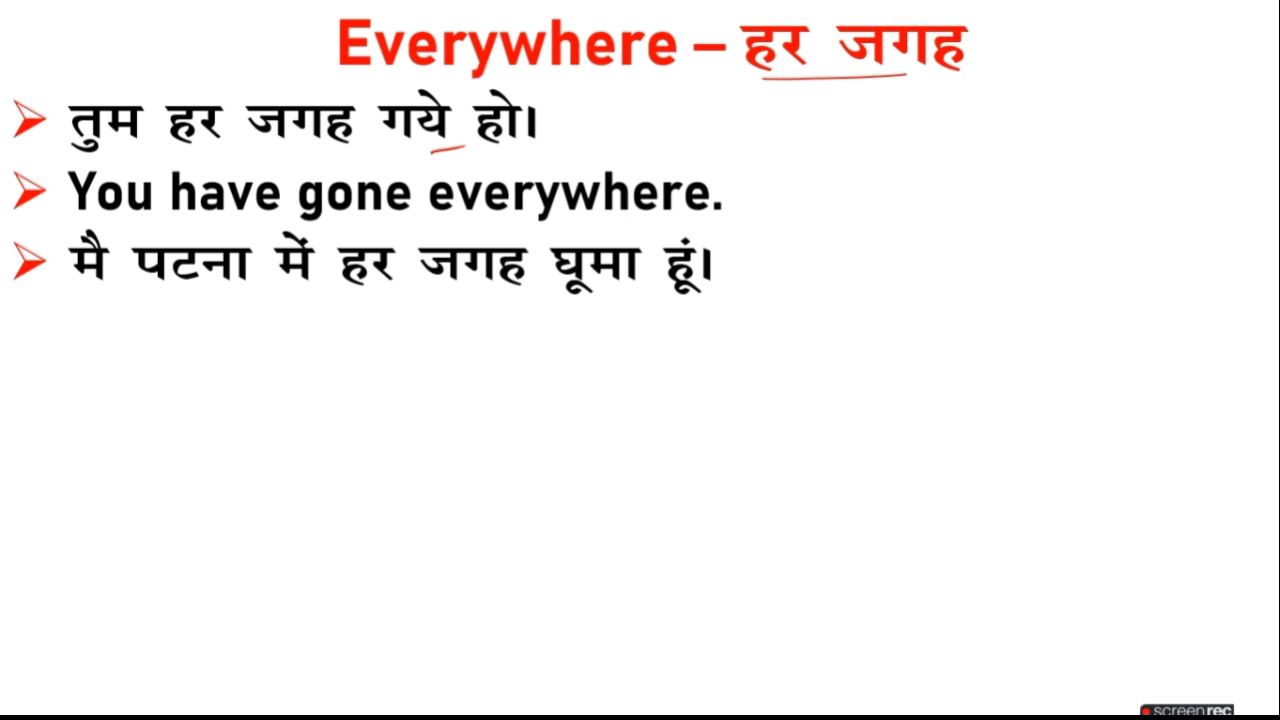 Everywhere – हर जगह
तुम हर जगह गये हो।
You have gone everywhere.
मै पटना में हर जगह घूमा हूं।
screenrec